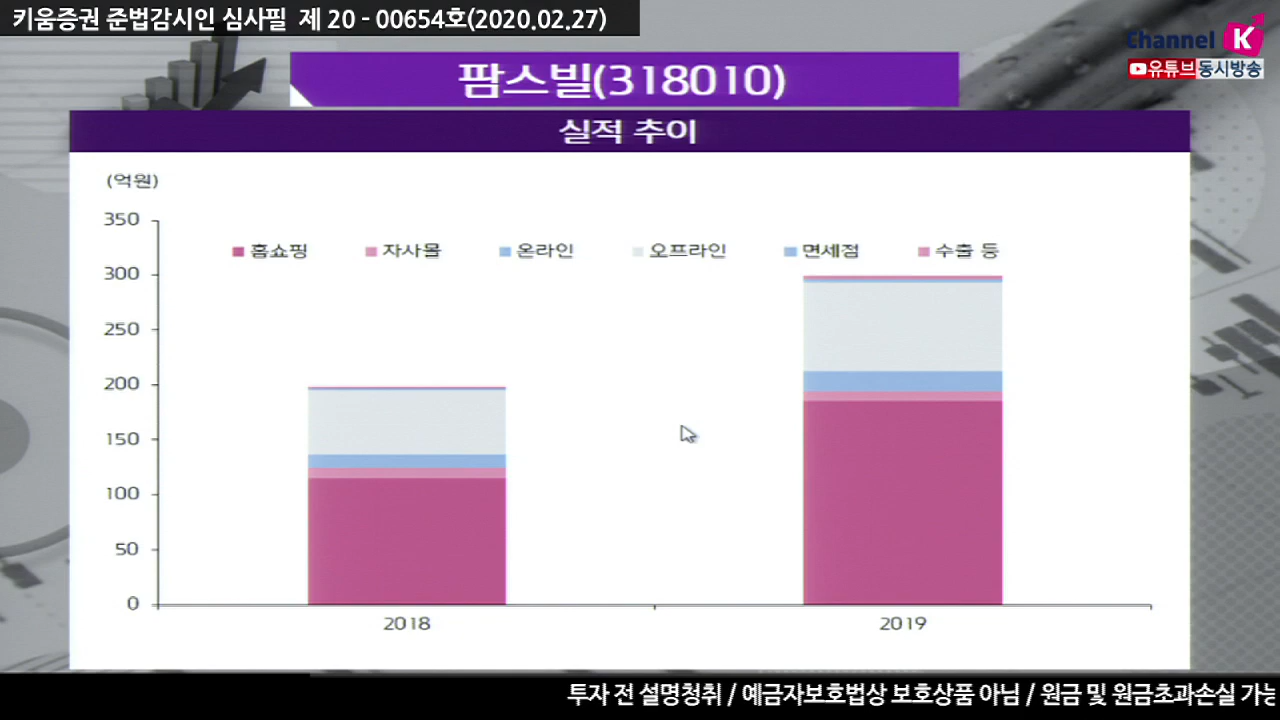 키움증권 준법감시인 심사필 제 20 - 00654호(2020.02.27)
Channel K
유튜브 동시방송
팜스빌(318010)
실적 추이
(억원)
350
홈쇼핑 자사몰 온라인 오프라인 면세점 수출 등
300
250
200
150
100
50
0
2018 2019
투자 전 설명청취 / 예금자보호법상 보호상품 아님 / 원금 및 원금초과손실 가능